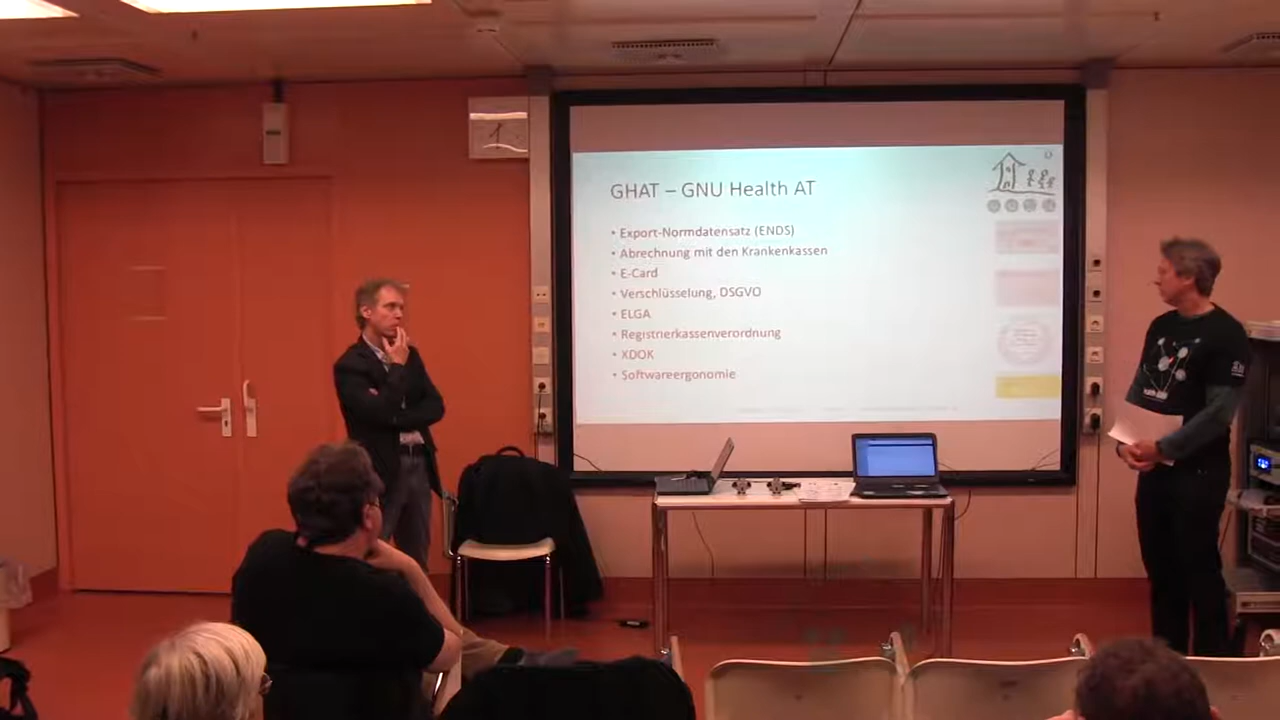 GHAT – GNU Health AT
• Export-Normdatensatz (ENDS)
• Abrechnung mit den Krankenkassen
• E-Card
• Verschlüsselung, DSGVO
• ELGA
• Registrierkassenverordnung
• XDOK
• Softwareergonomie